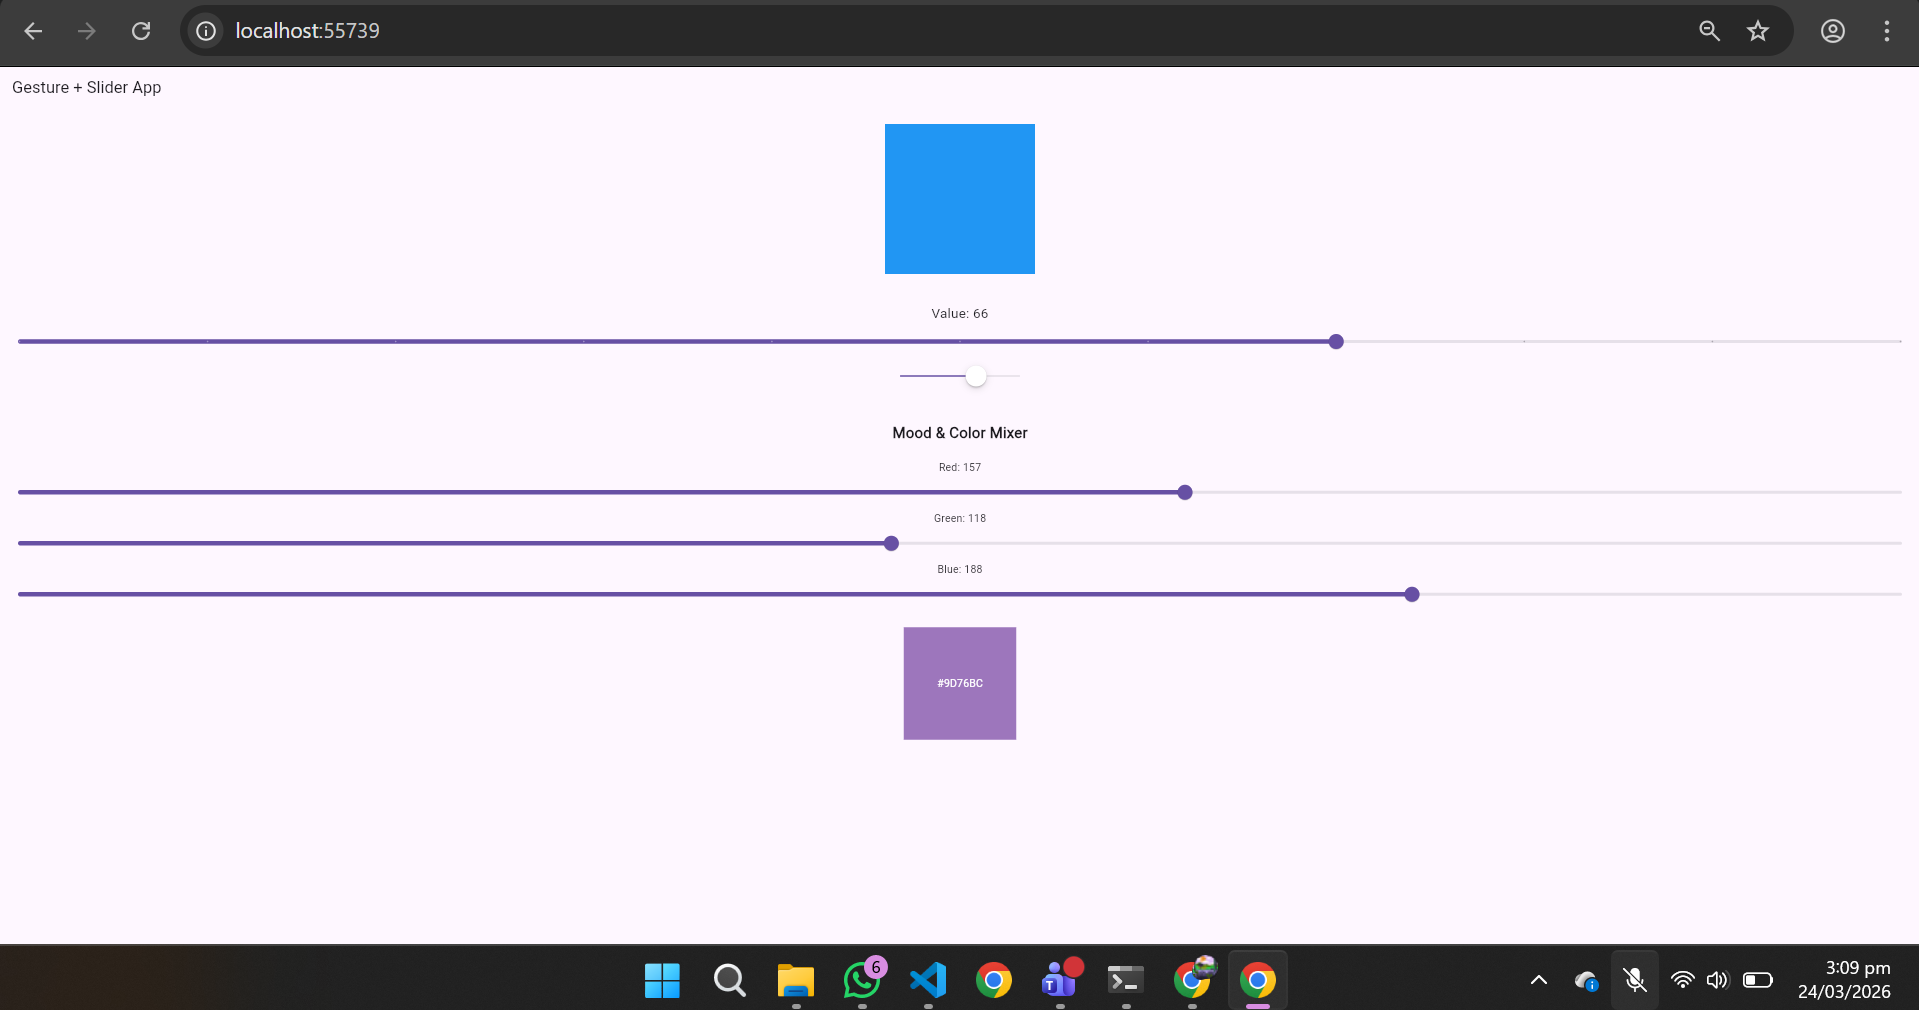 localhost:55739
Gesture + Slider App
Value: 66
Mood & Color Mixer
Red: 157
Green: 118
Blue: 188
#9D76BC
6
T
3:09 pm
24/03/2026